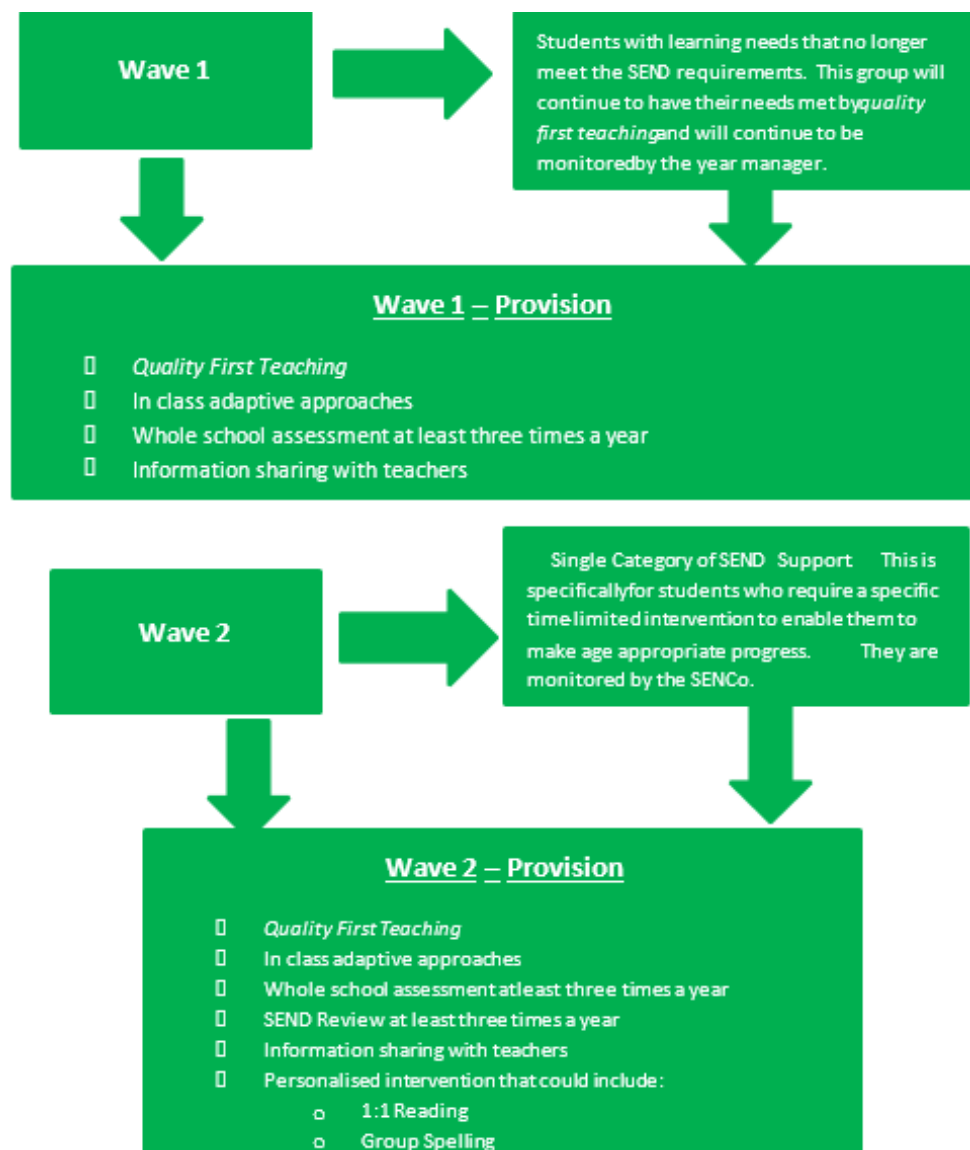 Wave 1
Students with learning needs that no longer
meet the SEND requirements. This group will
continue to have their needs met byquality
first teachingand will continue to be
monitoredby the year manager.
Wave 1 – Provision
Quality First Teaching
In class adaptive approaches
Whole school assessment at least three times a year
Information sharing with teachers
Wave 2
Single Category of SEND Support This is
specificallyfor students who require a specific
time limited intervention to enable them to
make age appropriate progress. They are
monitored by the SENCo.
Wave 2 – Provision
Quality First Teaching
In class adaptive approaches
Whole school assessment atleast three times a year
SEND Review at least three times a year
Information sharing with teachers
Personalised intervention that could include:
o 1:1 Reading
o Group Spelling